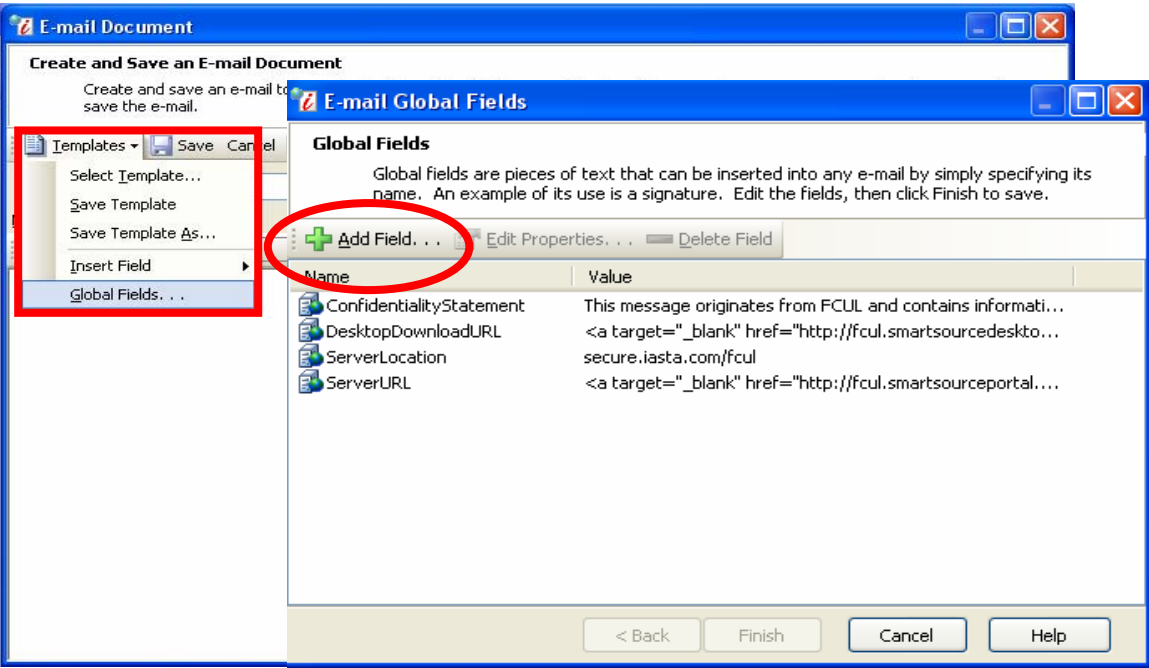 E-mail Document
Create and Save an E-mail Document
Create and save an e-mail to
save the e-mail.
Templates Save Cancel
Select Template...
Save Template
Save Template As...
Insert Field
Global Fields. . .
E-mail Global Fields
Global Fields
Global fields are pieces of text that can be inserted into any e-mail by simply specifying its
name. An example of its use is a signature. Edit the fields, then click Finish to save.
Add Field. . . Edit Properties. . . Delete Field
Name Value
ConfidentialityStatement This message originates from FCUL and contains informati...
DesktopDownloadURL <a target="_blank" href="http://fcul.smartsourcedeskto...
ServerLocation secure.iasta.com/fcul
ServerURL <a target="_blank" href="http://fcul.smartsourceportal....
< Back Finish Cancel Help